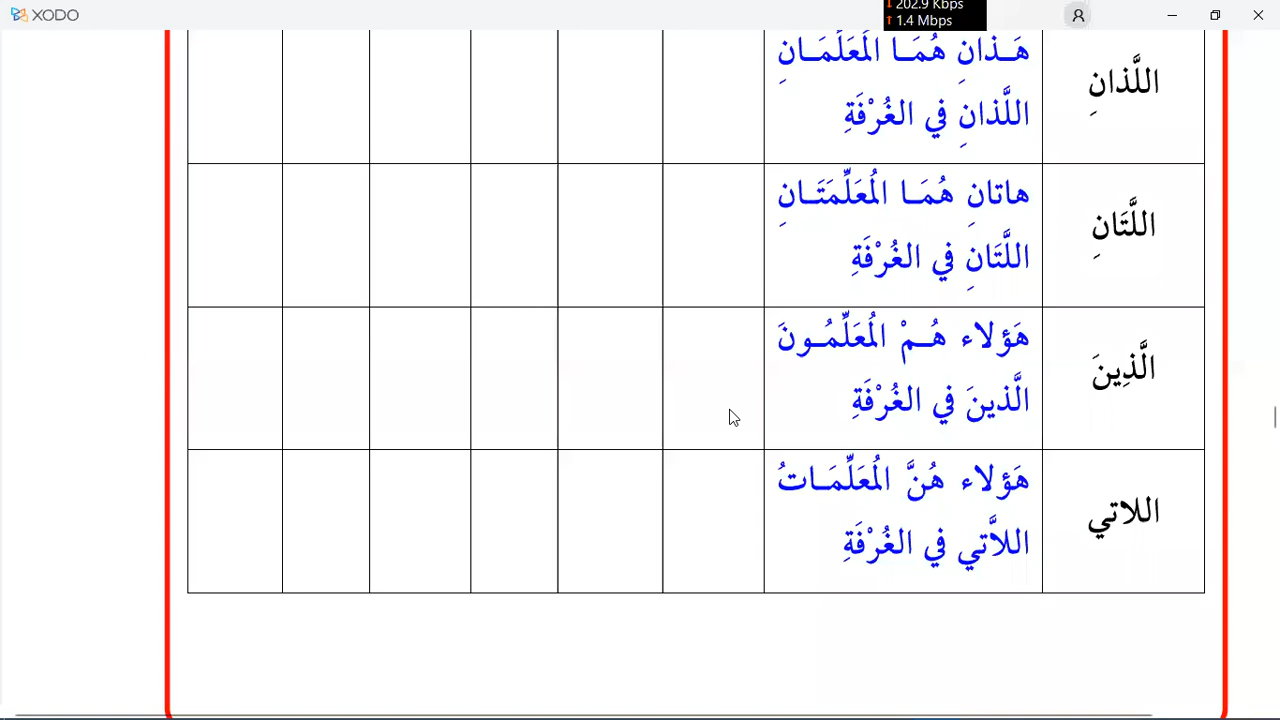 XODO
202.9 Kbps
1.4 Mbps
اللَّذانِ
هَـذانِ هُمَـا المَعَلِّمَـانِ
اللَّذانِ في الغُرْفَةِ
اللَّتَانِ
هاتانِ هُمَـا المُعَلِّمَتَـانِ
اللَّتَانِ في الغُرْفَةِ
الَّذِينَ
هَؤلاء هُـمْ المُعَلِّمُـونَ
الَّذينَ في الغُرْفَةِ
اللاتي
هَؤلاء هُنَّ المُعَلِّمَـاتُ
اللاَّتي في الغُرْفَةِ